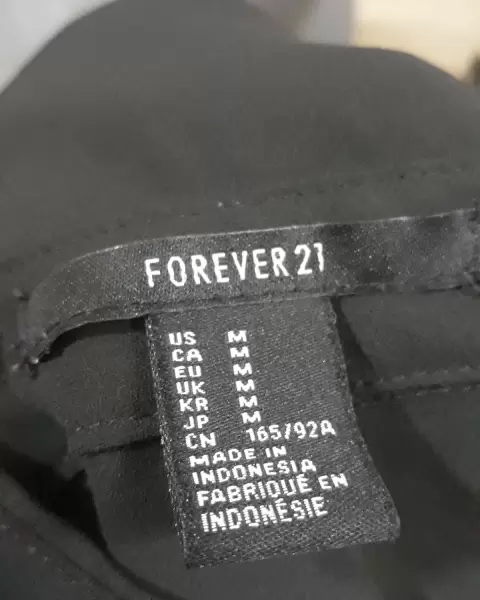 FOREVER 21
US M
CA M
EU M
UK M
KR M
JP M
CN 165/92A
MADE IN
INDONESIA
FABRIQUÉ EN
INDONÉSIE